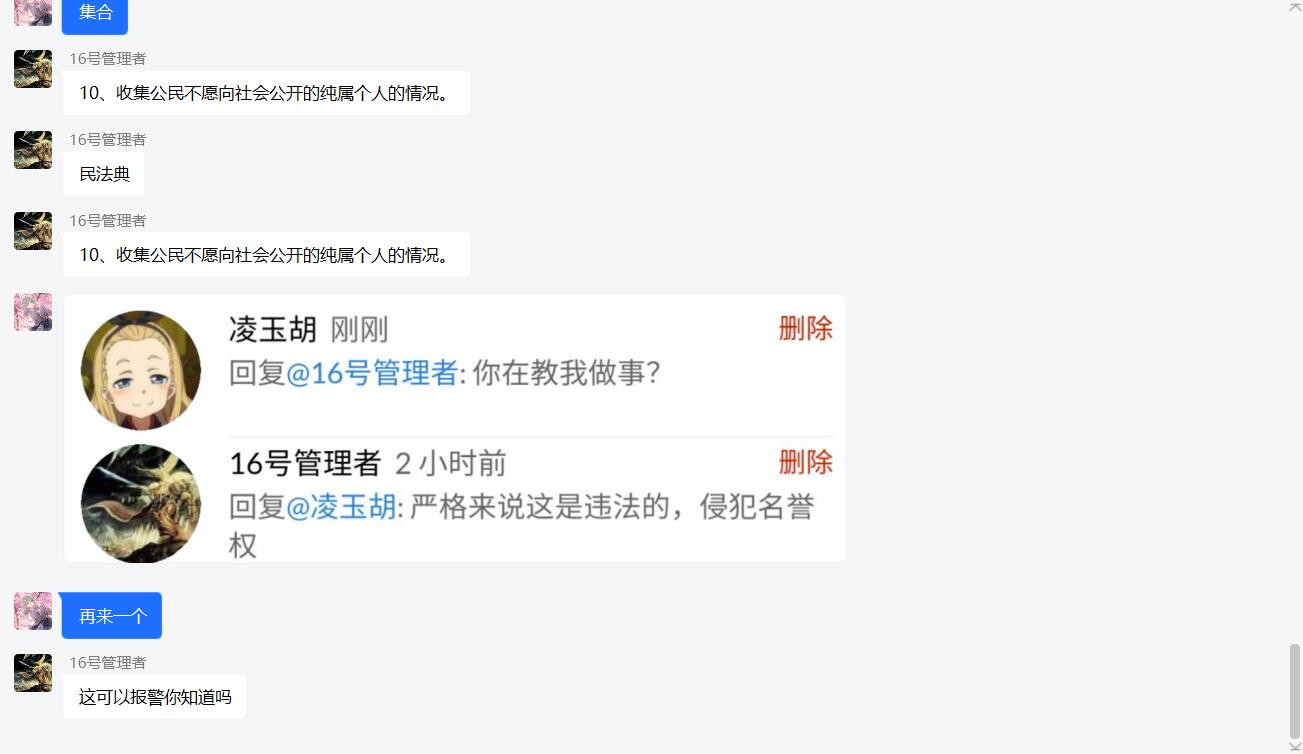 集合
16号管理者
10、收集公民不愿向社会公开的纯属个人的情况。
16号管理者
民法典
16号管理者
10、收集公民不愿向社会公开的纯属个人的情况。
凌玉胡 刚刚 删除
回复@16号管理者: 你在教我做事?
16号管理者 2 小时前 删除
回复@凌玉胡: 严格来说这是违法的，侵犯名誉
权
再来一个
16号管理者
这可以报警你知道吗